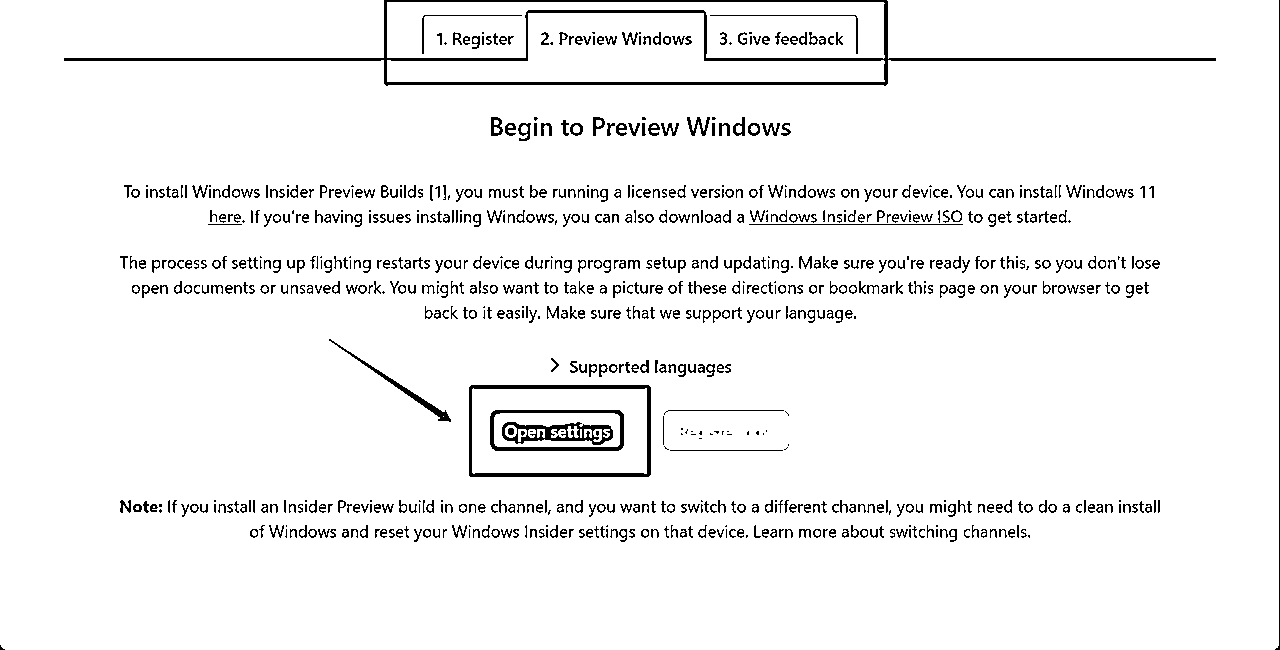 1. Register
2. Preview Windows
3. Give feedback
Begin to Preview Windows
To install Windows Insider Preview Builds [1], you must be running a licensed version of Windows on your device. You can install Windows 11
here. If you're having issues installing Windows, you can also download a Windows Insider Preview ISO to get started.
The process of setting up flighting restarts your device during program setup and updating. Make sure you're ready for this, so you don't lose
open documents or unsaved work. You might also want to take a picture of these directions or bookmark this page on your browser to get
back to it easily. Make sure that we support your language.
Supported languages
Open settings
Note: If you install an Insider Preview build in one channel, and you want to switch to a different channel, you might need to do a clean install
of Windows and reset your Windows Insider settings on that device. Learn more about switching channels.